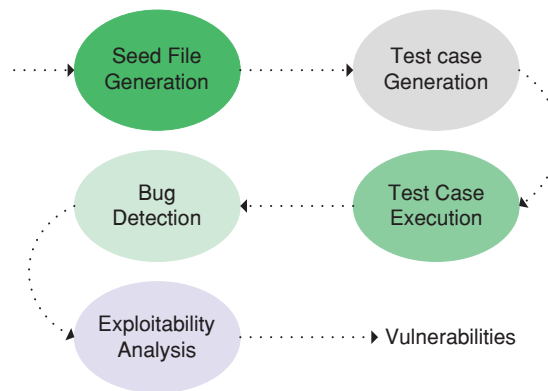 Seed File
Generation
Test case
Generation
Test Case
Execution
Bug
Detection
Exploitability
Analysis
Vulnerabilities